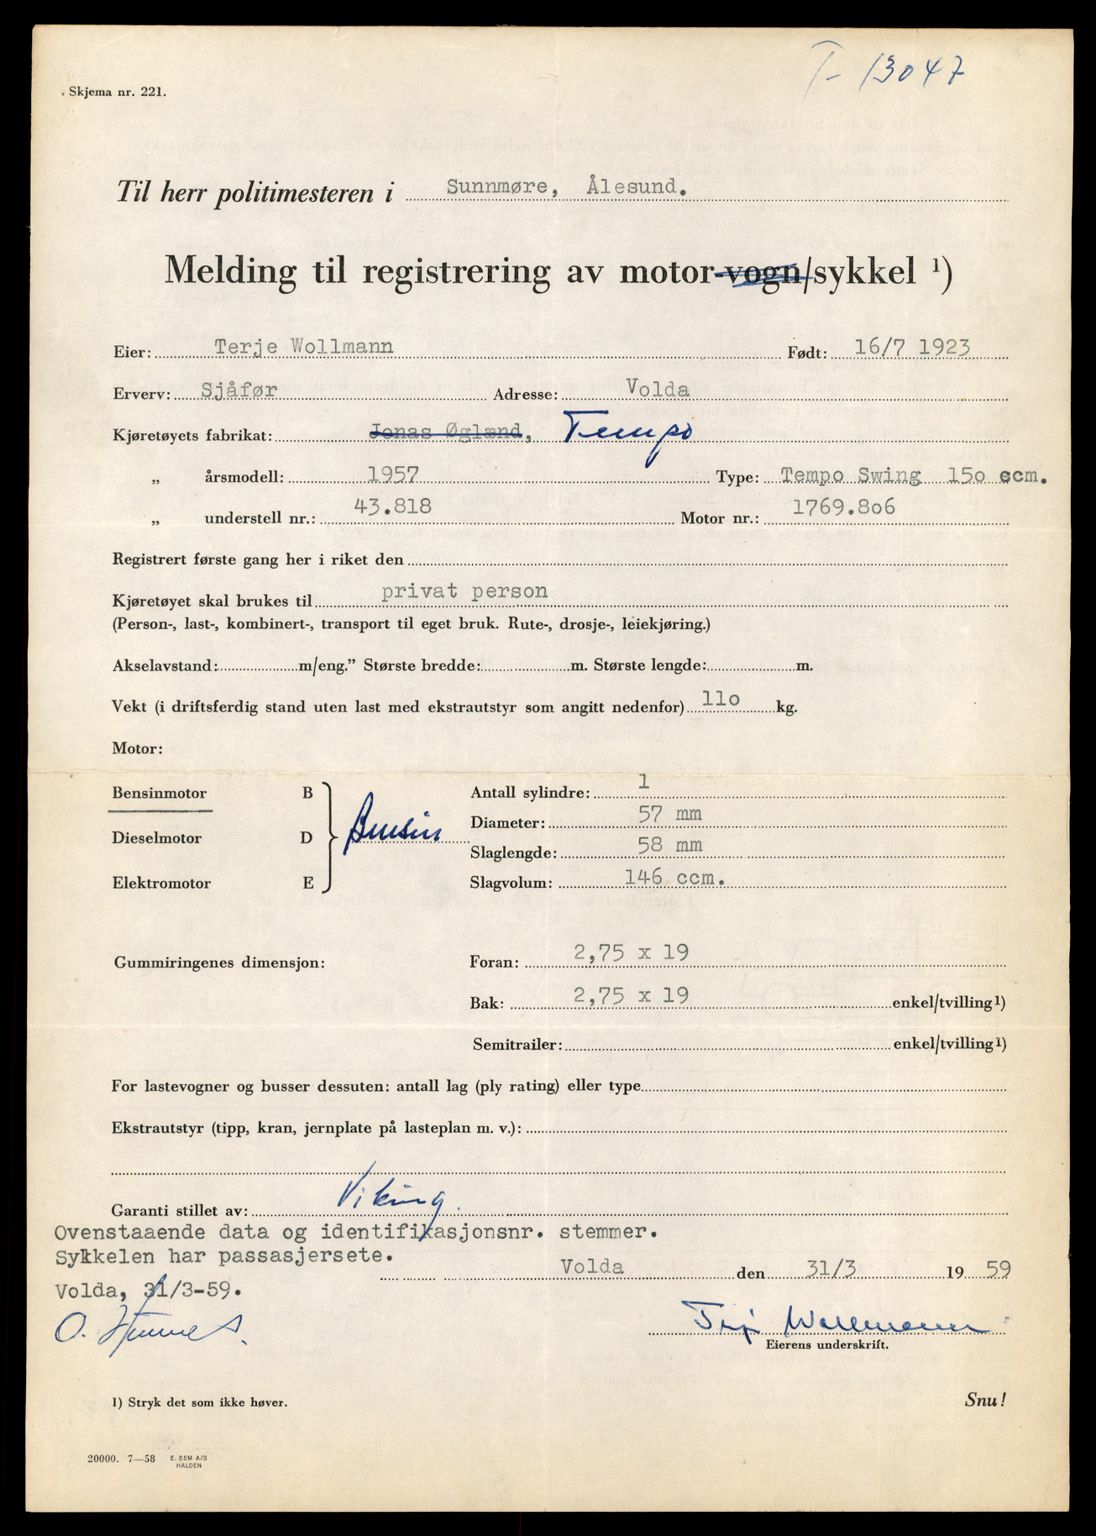 T-13047
Skjema nr. 221.
Til herr politimesteren i Sunnmøre, Ålesund.
Melding til registrering av motor-vogn/sykkel ¹)
Eier: Terje Wollmann Født: 16/7 1923
Erverv: Sjåfør Adresse: Volda
Kjøretøyets fabrikat: Jonas Øglænd, Tempo
„ årsmodell: 1957 Type: Tempo Swing 15o ccm.
„ understell nr.: 43.818 Motor nr.: 1769.8o6
Registrert første gang her i riket den
Kjøretøyet skal brukes til privat person
(Person-, last-, kombinert-, transport til eget bruk. Rute-, drosje-, leiekjøring.)
Akselavstand: m/eng.” Største bredde: m. Største lengde: m.
Vekt (i driftsferdig stand uten last med ekstrautstyr som angitt nedenfor) 11o kg.
Motor:
Bensinmotor B Antall sylindre: 1
Diameter: 57 mm
Dieselmotor D Bensin
Slaglengde: 58 mm
Elektromotor E Slagvolum: 146 ccm.
Gummiringenes dimensjon: Foran: 2,75 x 19
Bak: 2,75 x 19 enkel/tvilling¹)
Semitrailer: enkel/tvilling¹)
For lastevogner og busser dessuten: antall lag (ply rating) eller type
Ekstrautstyr (tipp, kran, jernplate på lasteplan m. v.):
Garanti stillet av: Viking.
Ovenstaaende data og identifikasjonsnr. stemmer.
Sykkelen har passasjersete.
Volda den 31/3 19 59
Volda, 31/3-59.
O.
Terje Wollmann
Eierens underskrift.
1) Stryk det som ikke høver.
Snu!
20000. 7—58 E. SEM A/S
HALDEN